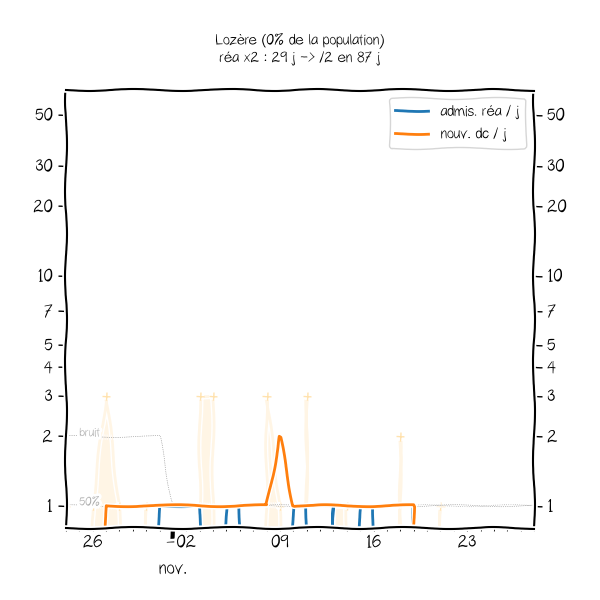 Lozère (0% de la population)
réa x2 : 29 j -> /2 en 87 j
admis. réa / j
nouv. dc / j
50 50
30 30
20 20
10 10
7 7
5 5
4 4
3 3
bruit
2 2
50%
1 1
26 02 09 16 23
nov.